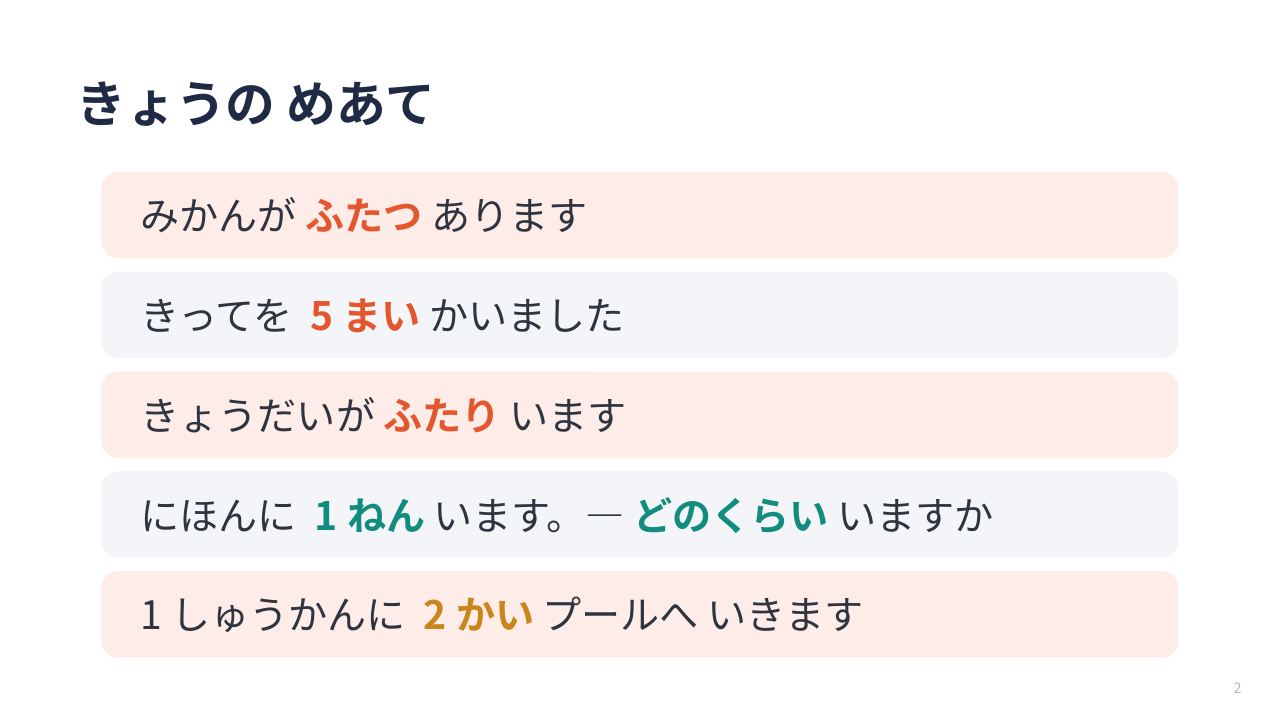 きょうの めあて
みかんが ふたつ あります
きってを 5 まい かいました
きょうだいが ふたり います
にほんに 1 ねん います。― どのくらい いますか
1 しゅうかんに 2 かい プールへ いきます
2